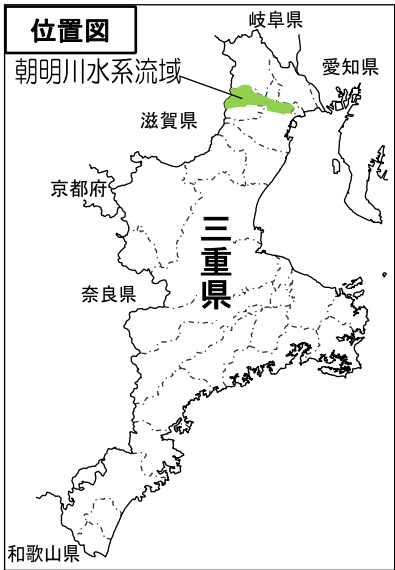 位置図
岐阜県
朝明川水系流域
愛知県
滋賀県
京都府
三重県
奈良県
和歌山県